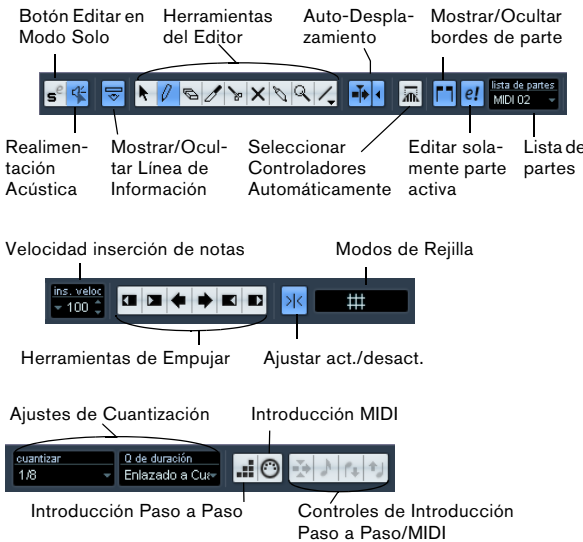 Botón Editar en
Modo Solo
Herramientas
del Editor
Auto-Despla-
zamiento
Mostrar/Ocultar
bordes de parte
lista de partes
MIDI 02
Realimen-
tación
Acústica
Mostrar/Ocul-
tar Línea de
Información
Seleccionar
Controladores
Automáticamente
Editar sola-
mente parte
activa
Lista de
partes
Velocidad inserción de notas
Modos de Rejilla
ins. veloc
100
Herramientas de Empujar
Ajustar act./desact.
Ajustes de Cuantización
Introducción MIDI
cuantizar
1/8
Q de duración
Enlazado a Cua
Introducción Paso a Paso
Controles de Introducción
Paso a Paso/MIDI